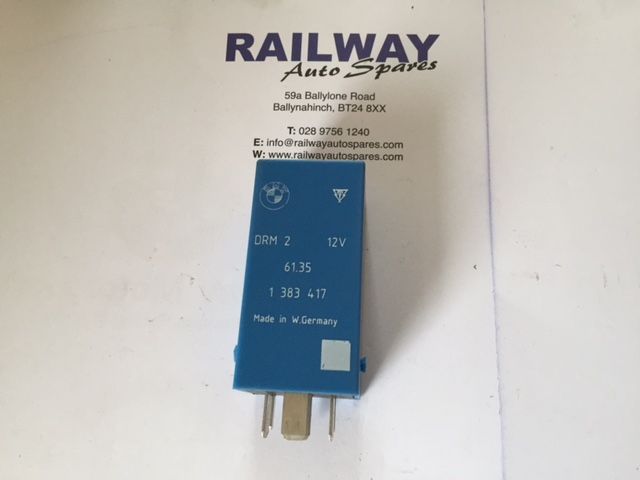 RAILWAY
Auto Spares
59a Ballylone Road
Ballynahinch, BT24 8XX
T: 028 9756 1240
E: info@railwayautospares.com
W: www.railwayautospares.com
BMW
DRM 2 12V
61.35
1 383 417
Made in W.Germany